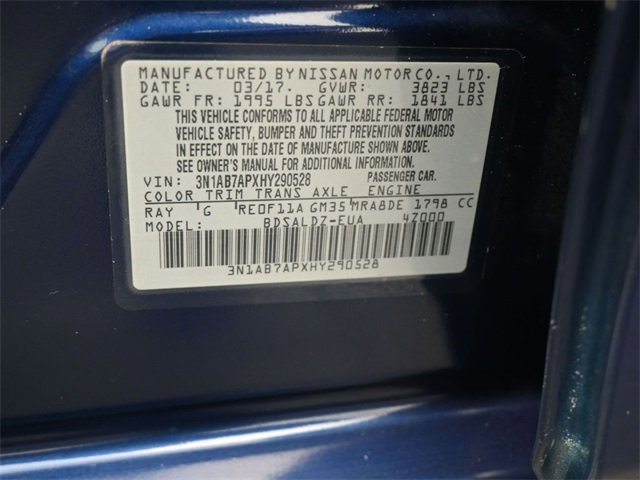 MANUFACTURED BY NISSAN MOTOR CO., LTD.
DATE: 03/17. GVWR: 3823 LBS
GAWR FR: 1995 LBS GAWR RR: 1841 LBS
THIS VEHICLE CONFORMS TO ALL APPLICABLE FEDERAL MOTOR
VEHICLE SAFETY, BUMPER AND THEFT PREVENTION STANDARDS
IN EFFECT ON THE DATE OF MANUFACTURE SHOWN ABOVE.
SEE OWNER'S MANUAL FOR ADDITIONAL INFORMATION.
VIN: 3N1AB7APXHY290528 PASSENGER CAR.
COLOR TRIM TRANS AXLE ENGINE
RAY G RE0F11A GM35 MRA8DE 1798 CC
MODEL: BDSALDZ-EUA 4Z000
3N1AB7APXHY290528